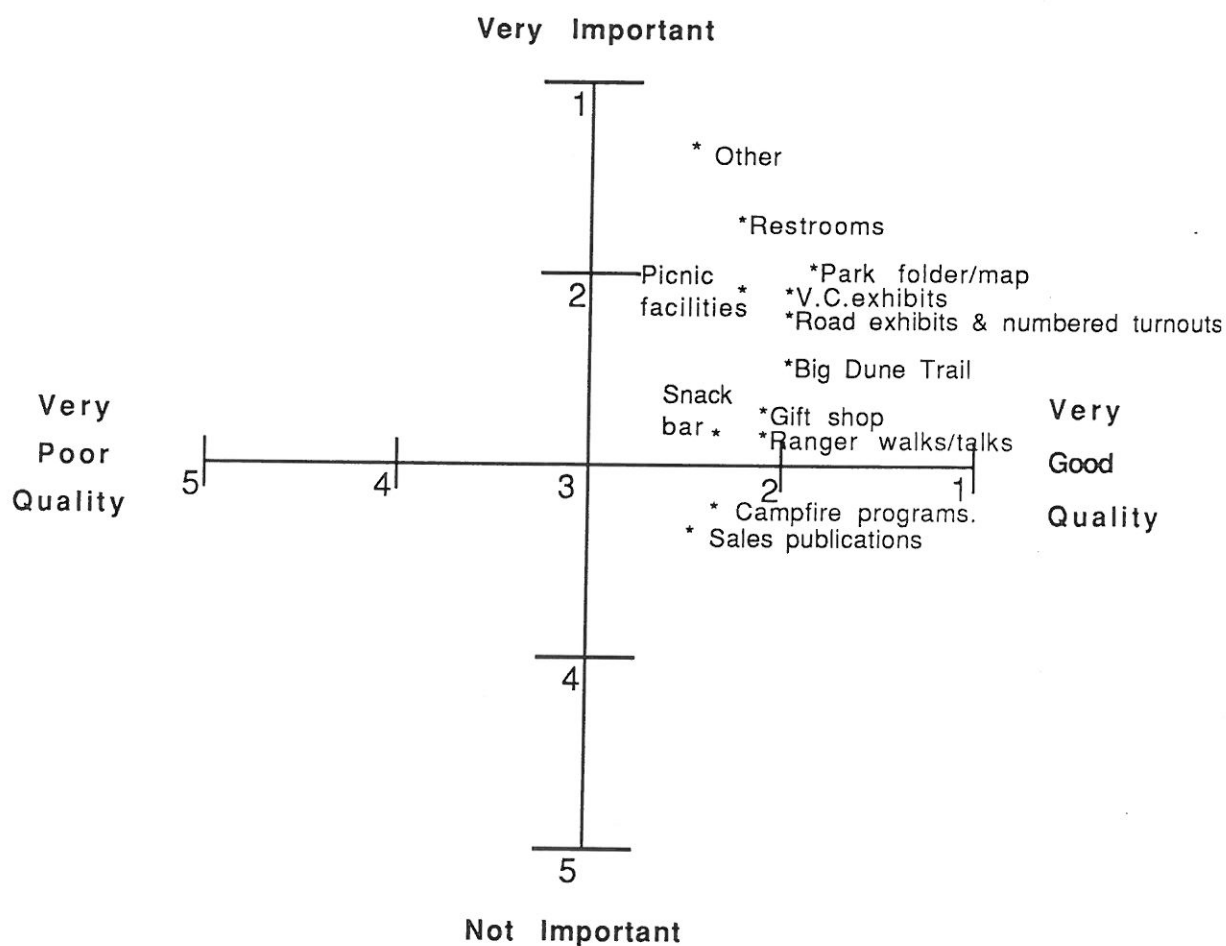 Very Important
1
* Other
*Restrooms
2
Picnic
facilities *
*Park folder/map
*V.C.exhibits
*Road exhibits & numbered turnouts
*Big Dune Trail
Snack
bar *
*Gift shop
*Ranger walks/talks
Very
Poor
Quality
5
4
3
2
1
Very
Good
Quality
* Campfire programs.
* Sales publications
4
5
Not Important